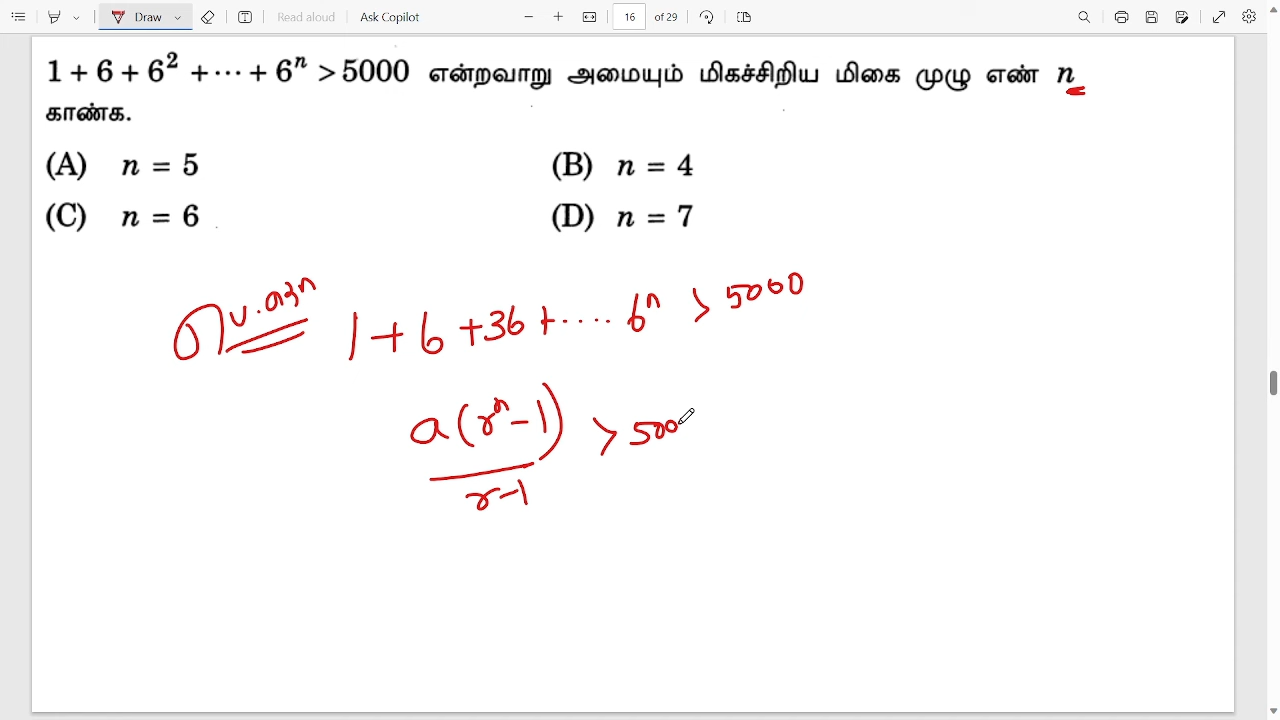 Draw
Read aloud
Ask Copilot
16 of 29
1 + 6 + 6² + ⋯ + 6ⁿ > 5000 என்றவாறு அமையும் மிகச்சிறிய மிகை முழு எண் n
காண்க.
(A) n = 5 (B) n = 4
(C) n = 6 (D) n = 7
1 + 6 + 36 + .... 6ⁿ > 5000
a(rⁿ - 1) > 500
r-1